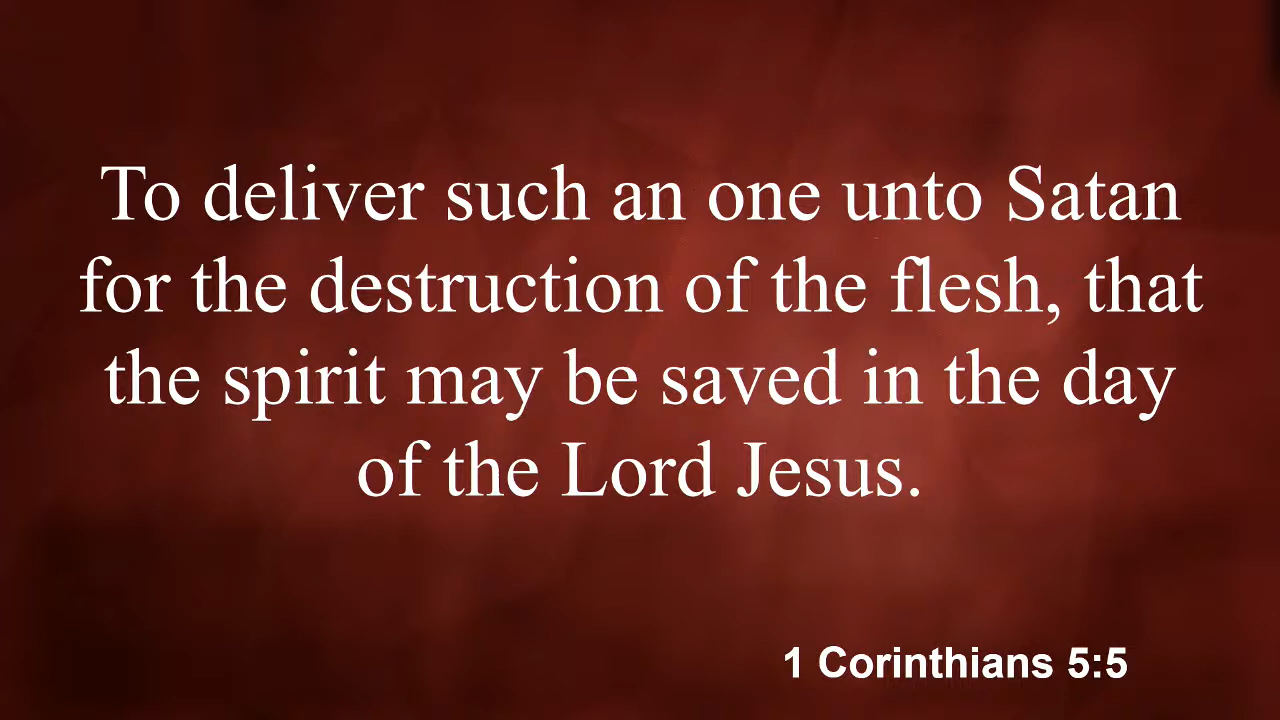 To deliver such an one unto Satan
for the destruction of the flesh, that
the spirit may be saved in the day
of the Lord Jesus.
1 Corinthians 5:5